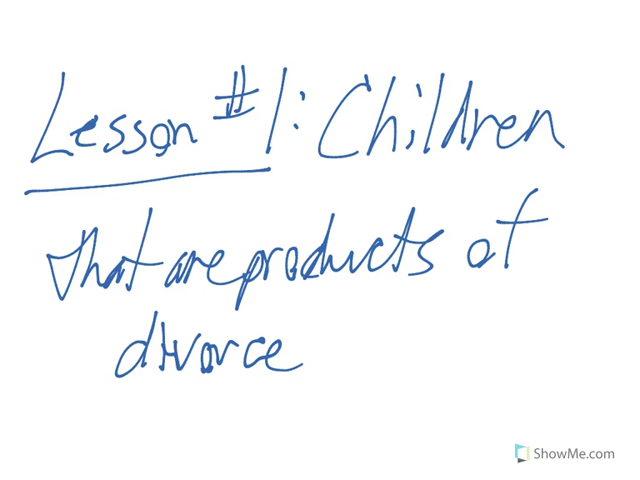 Lesson #1: Children
that are products of
divorce
ShowMe.com